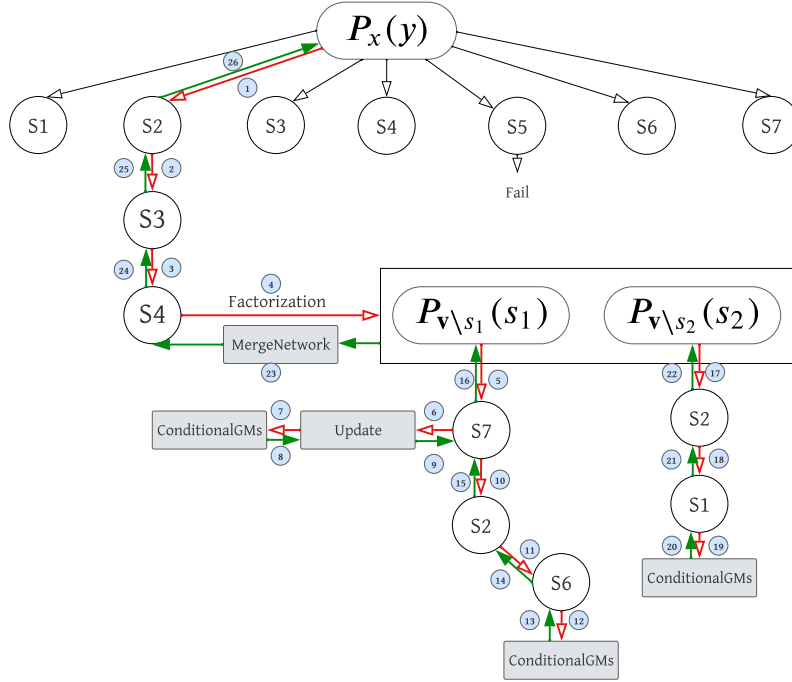 P_x(y)
26
1
S1
S2
S3
S4
S5
S6
S7
25
2
Fail
S3
24
3
4
S4
Factorization
P_{v\s_1}(s_1)
P_{v\s_2}(s_2)
MergeNetwork
23
16
5
22
17
7
6
S2
ConditionalGMs
Update
S7
8
9
21
18
15
10
S1
S2
11
20
19
14
S6
ConditionalGMs
13
12
ConditionalGMs